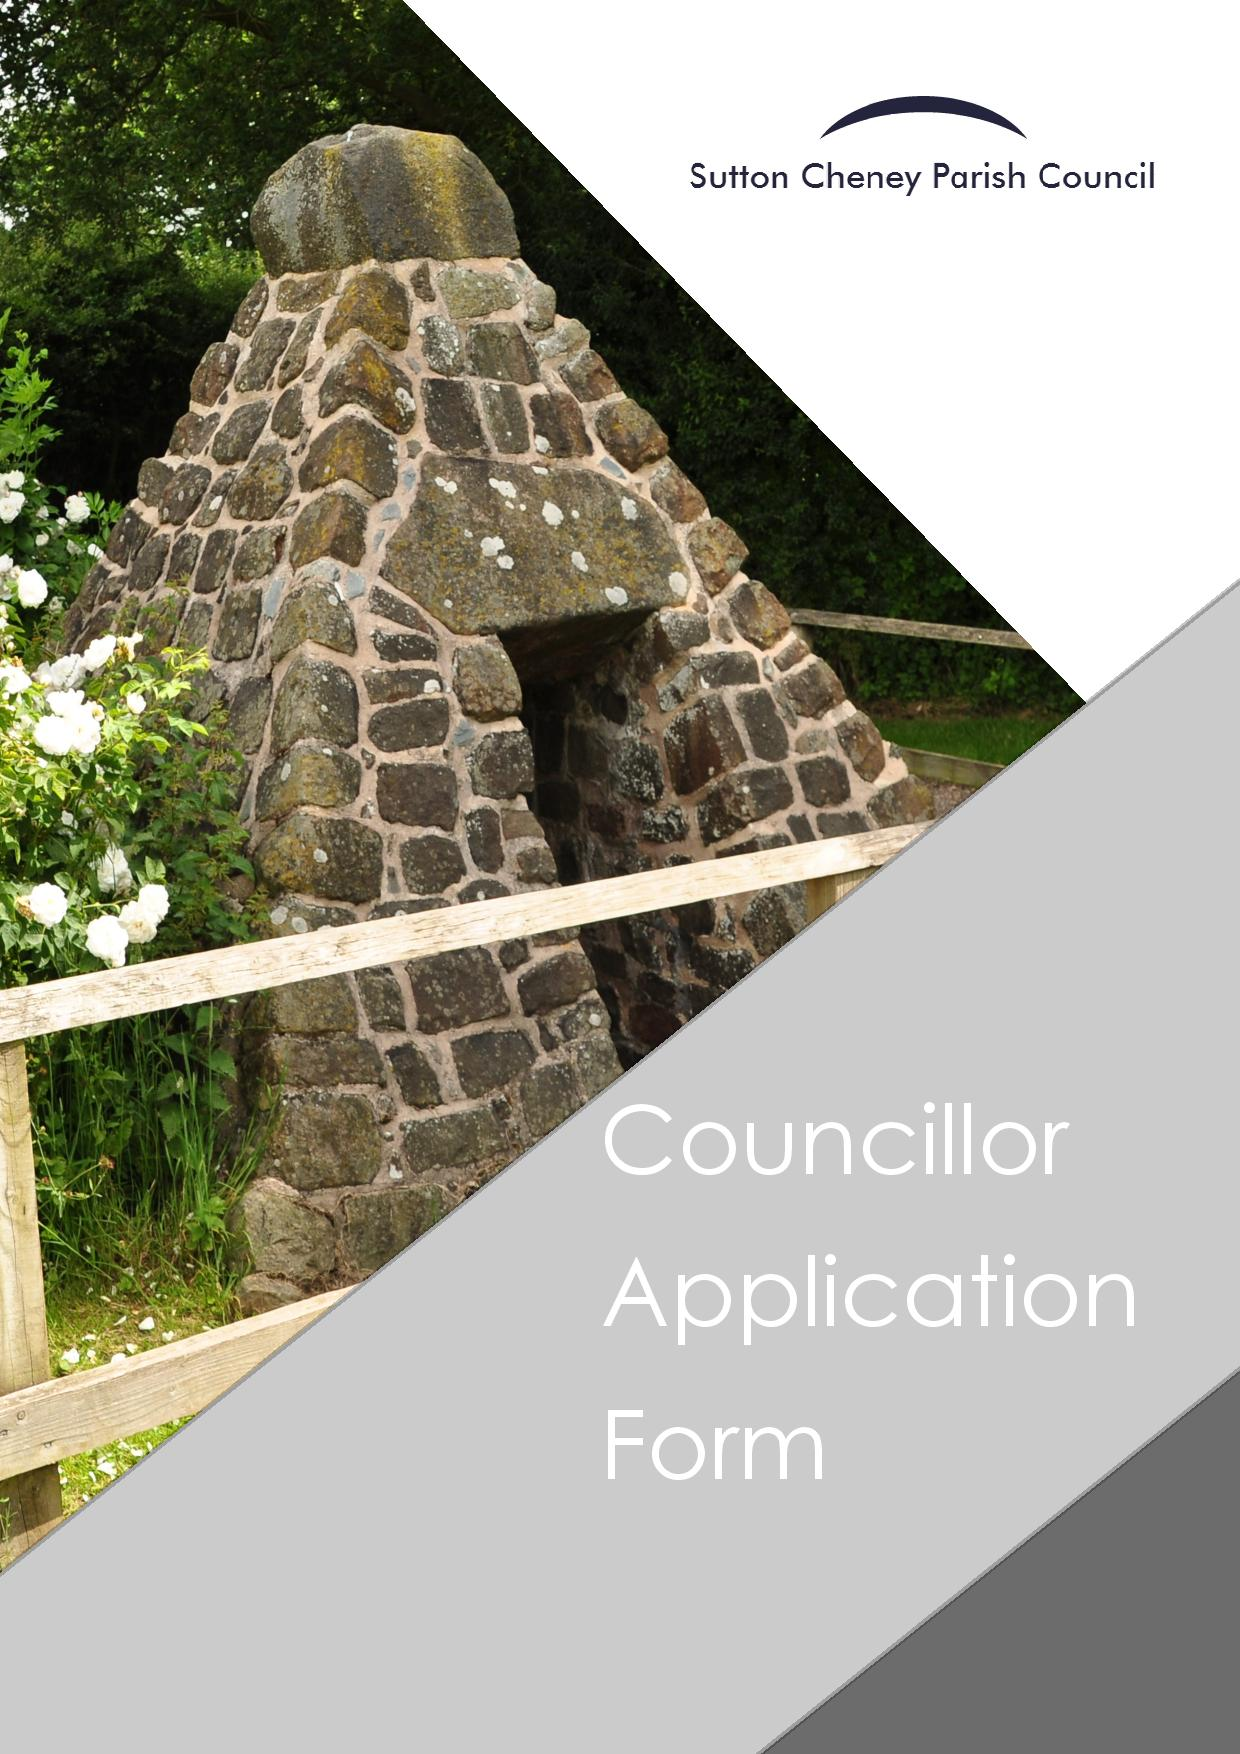 Sutton Cheney Parish Council
Councillor
Application
Form